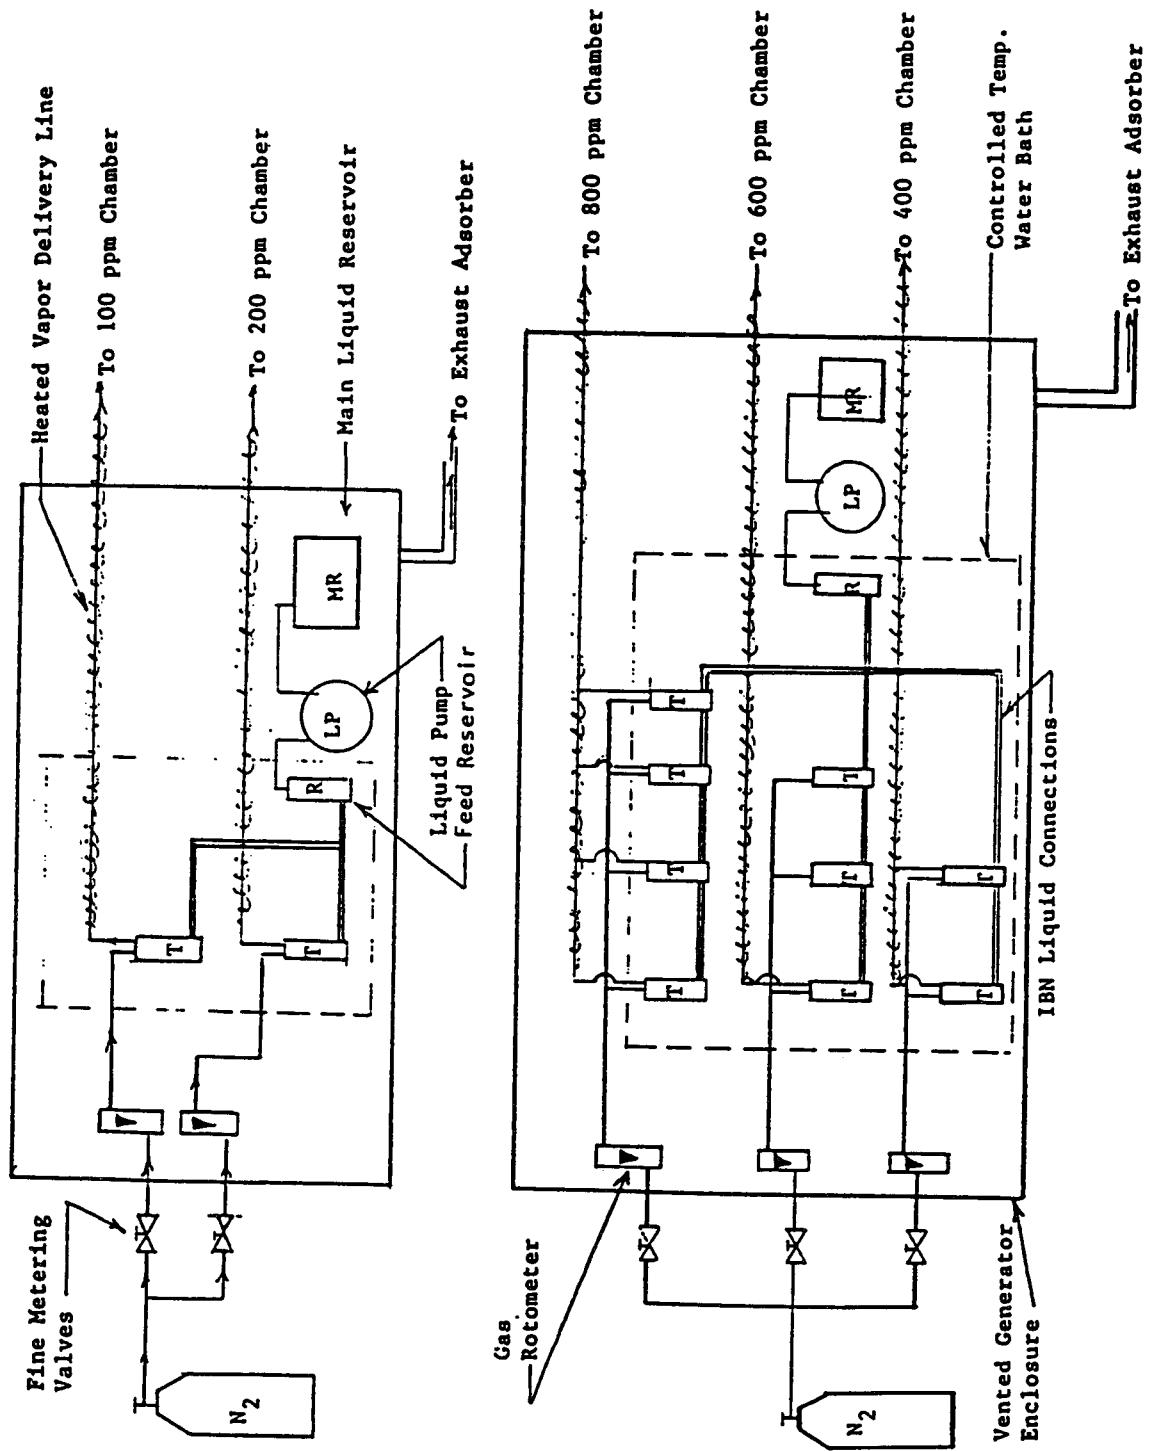 Heated Vapor Delivery Line
To 100 ppm Chamber
To 200 ppm Chamber
Main Liquid Reservoir
To Exhaust Adsorber
MR
LP
R
T
T
Liquid Pump
Feed Reservoir
Fine Metering
Valves
N2
To 800 ppm Chamber
To 600 ppm Chamber
To 400 ppm Chamber
Controlled Temp.
Water Bath
To Exhaust Adsorber
MR
LP
R
T
T
T
T
T
T
T
T
T
IBN Liquid Connections
Gas
Rotometer
Vented Generator
Enclosure
N2